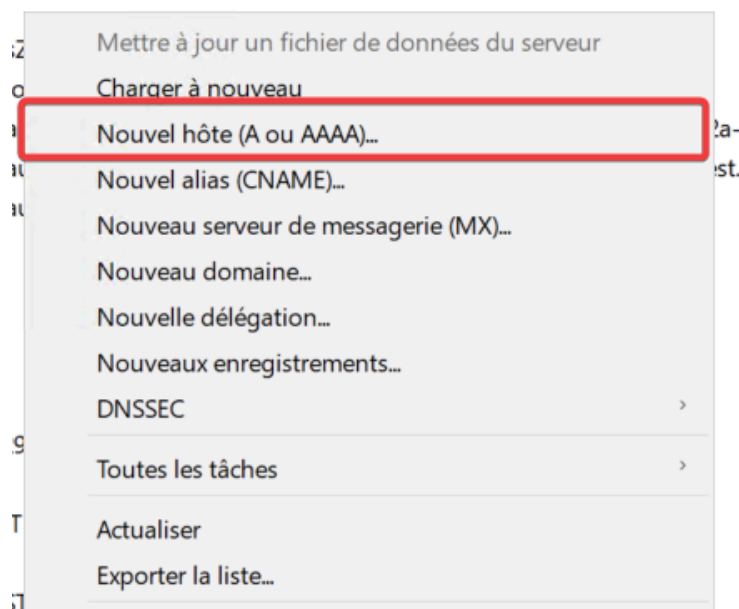 Mettre à jour un fichier de données du serveur
Charger à nouveau
Nouvel hôte (A ou AAAA)...
Nouvel alias (CNAME)...
Nouveau serveur de messagerie (MX)...
Nouveau domaine...
Nouvelle délégation...
Nouveaux enregistrements...
DNSSEC
Toutes les tâches
Actualiser
Exporter la liste...